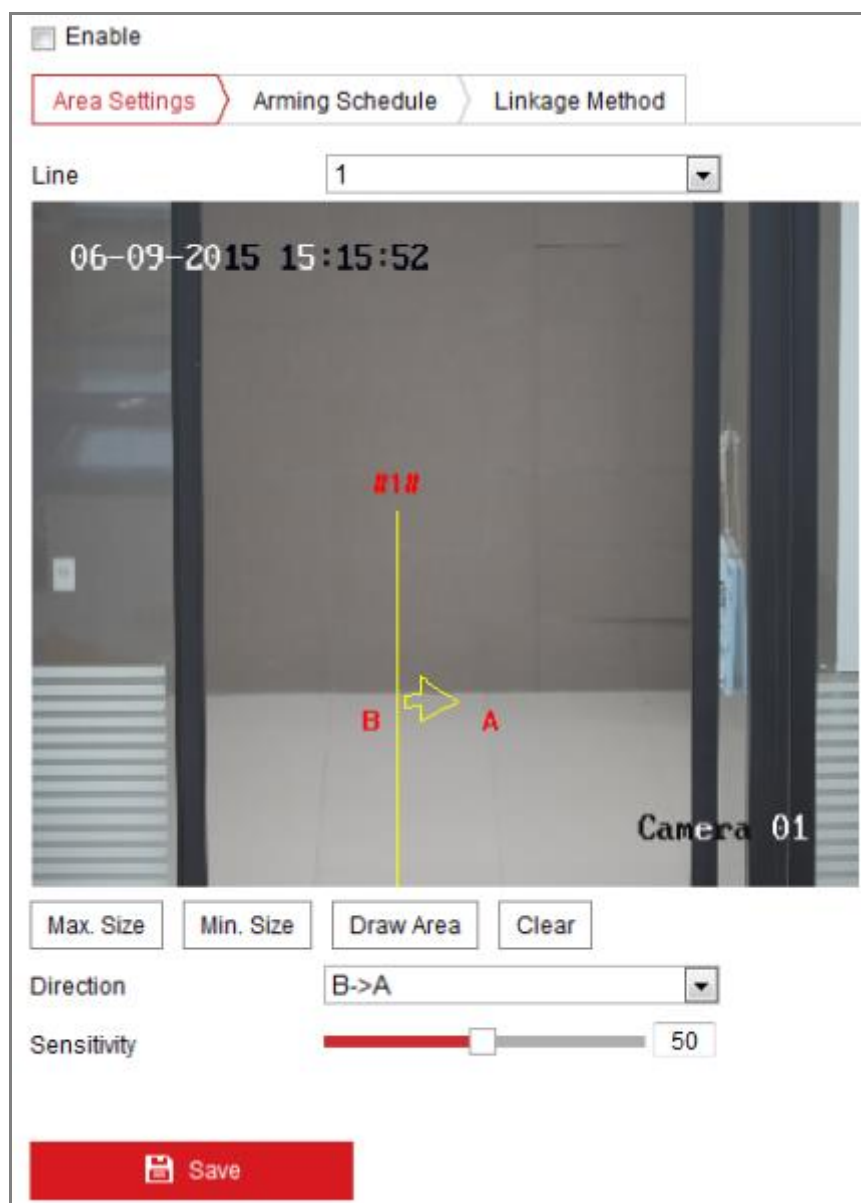 Enable
Area Settings Arming Schedule Linkage Method
Line 1
06-09-2015 15:15:52
#1#
B A
Camera 01
Max. Size Min. Size Draw Area Clear
Direction B->A
Sensitivity 50
Save